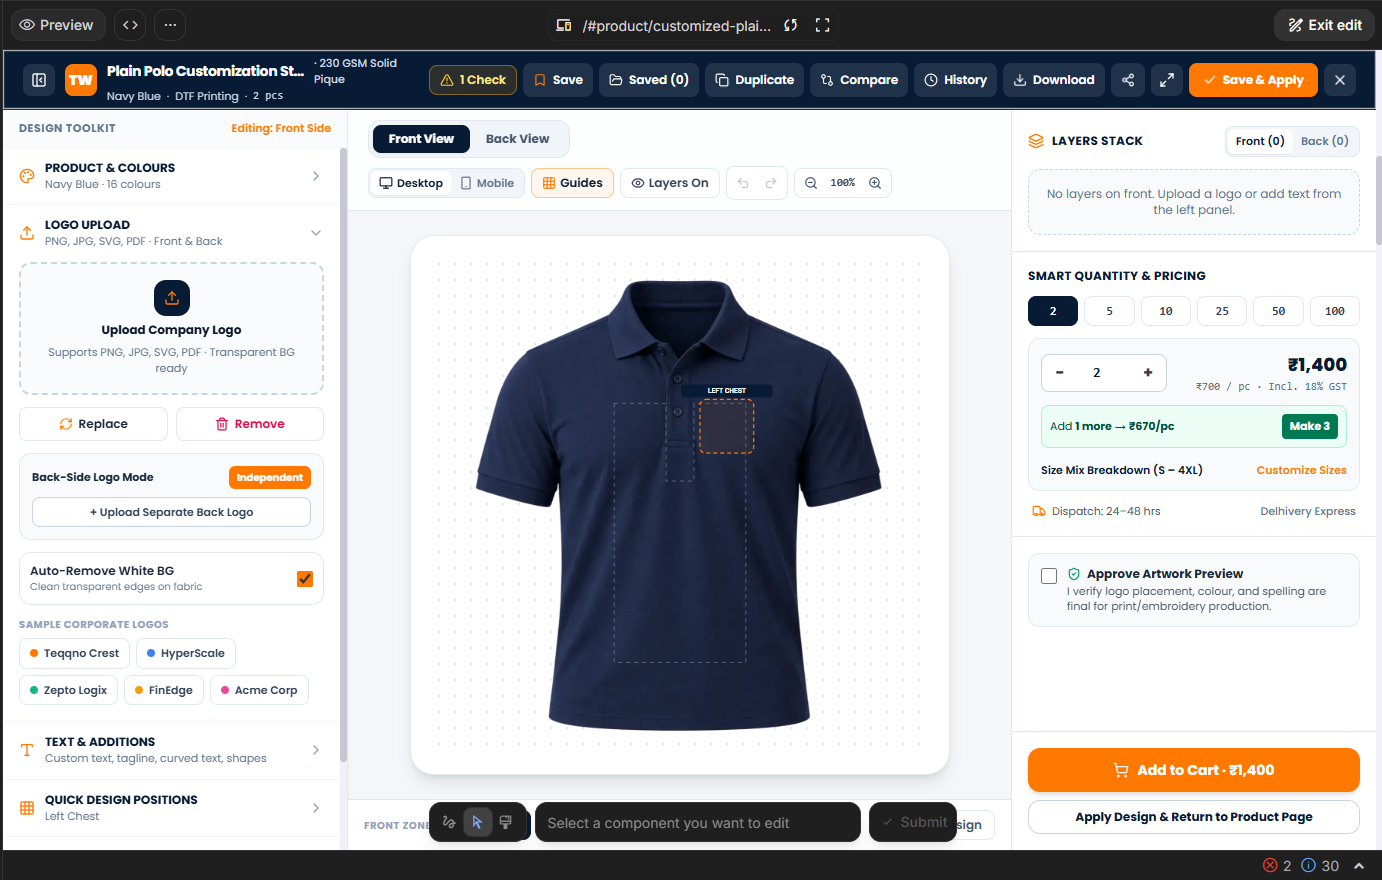 Preview
/#product/customized-plai...
Exit edit
TW
Plain Polo Customization St...
· 230 GSM Solid
Pique
Navy Blue · DTF Printing · 2 pcs
1 Check
Save
Saved (0)
Duplicate
Compare
History
Download
Save & Apply
DESIGN TOOLKIT
Editing: Front Side
PRODUCT & COLOURS
Navy Blue · 16 colours
LOGO UPLOAD
PNG, JPG, SVG, PDF · Front & Back
Upload Company Logo
Supports PNG, JPG, SVG, PDF · Transparent BG
ready
Replace
Remove
Back-Side Logo Mode
Independent
+ Upload Separate Back Logo
Auto-Remove White BG
Clean transparent edges on fabric
SAMPLE CORPORATE LOGOS
Teqqno Crest
HyperScale
Zepto Logix
FinEdge
Acme Corp
TEXT & ADDITIONS
Custom text, tagline, curved text, shapes
QUICK DESIGN POSITIONS
Left Chest
Front View
Back View
Desktop
Mobile
Guides
Layers On
100%
LEFT CHEST
FRONT ZONE
Select a component you want to edit
Submit
sign
LAYERS STACK
Front (0)
Back (0)
No layers on front. Upload a logo or add text from
the left panel.
SMART QUANTITY & PRICING
2
5
10
25
50
100
− 2 +
₹1,400
₹700 / pc · Incl. 18% GST
Add 1 more → ₹670/pc
Make 3
Size Mix Breakdown (S – 4XL)
Customize Sizes
Dispatch: 24–48 hrs
Delhivery Express
Approve Artwork Preview
I verify logo placement, colour, and spelling are
final for print/embroidery production.
Add to Cart · ₹1,400
Apply Design & Return to Product Page
2
30